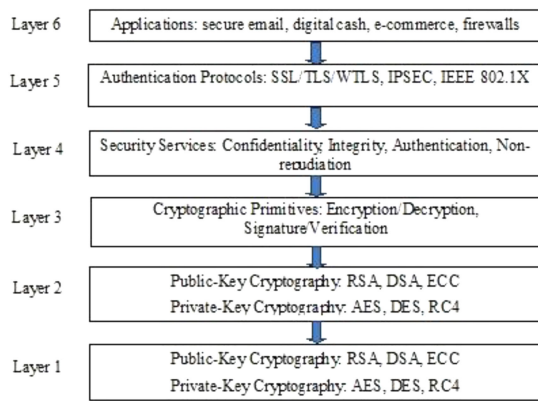 Layer 6
Applications: secure email, digital cash, e-commerce, firewalls
Layer 5
Authentication Protocols: SSL/TLS/WTLS, IPSEC, IEEE 802.1X
Layer 4
Security Services: Confidentiality, Integrity, Authentication, Non-
repudiation
Layer 3
Cryptographic Primitives: Encryption/Decryption,
Signature/Verification
Layer 2
Public-Key Cryptography: RSA, DSA, ECC
Private-Key Cryptography: AES, DES, RC4
Layer 1
Public-Key Cryptography: RSA, DSA, ECC
Private-Key Cryptography: AES, DES, RC4